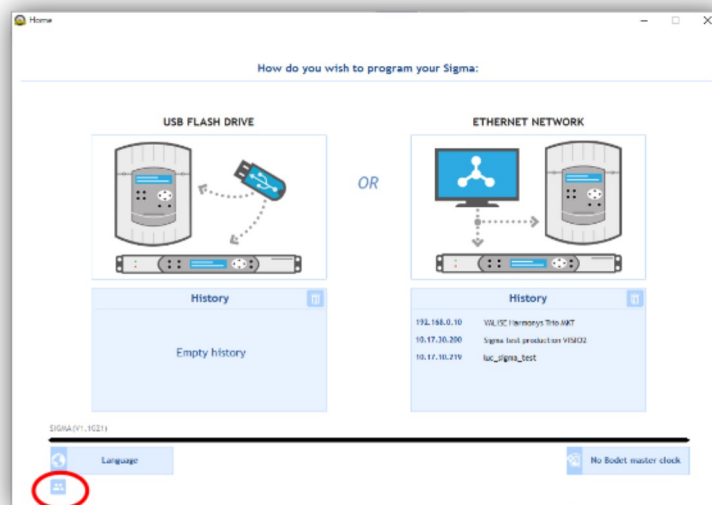 Home
How do you wish to program your Sigma:
USB FLASH DRIVE
ETHERNET NETWORK
OR
History
History
Empty history
192.168.0.10 VALISE Harmonys Trio MKT
10.17.30.200 Sigma test production VISIO2
10.17.10.219 luc_sigma_test
SIGMA(V1.1G21)
Language
No Bodet master clock